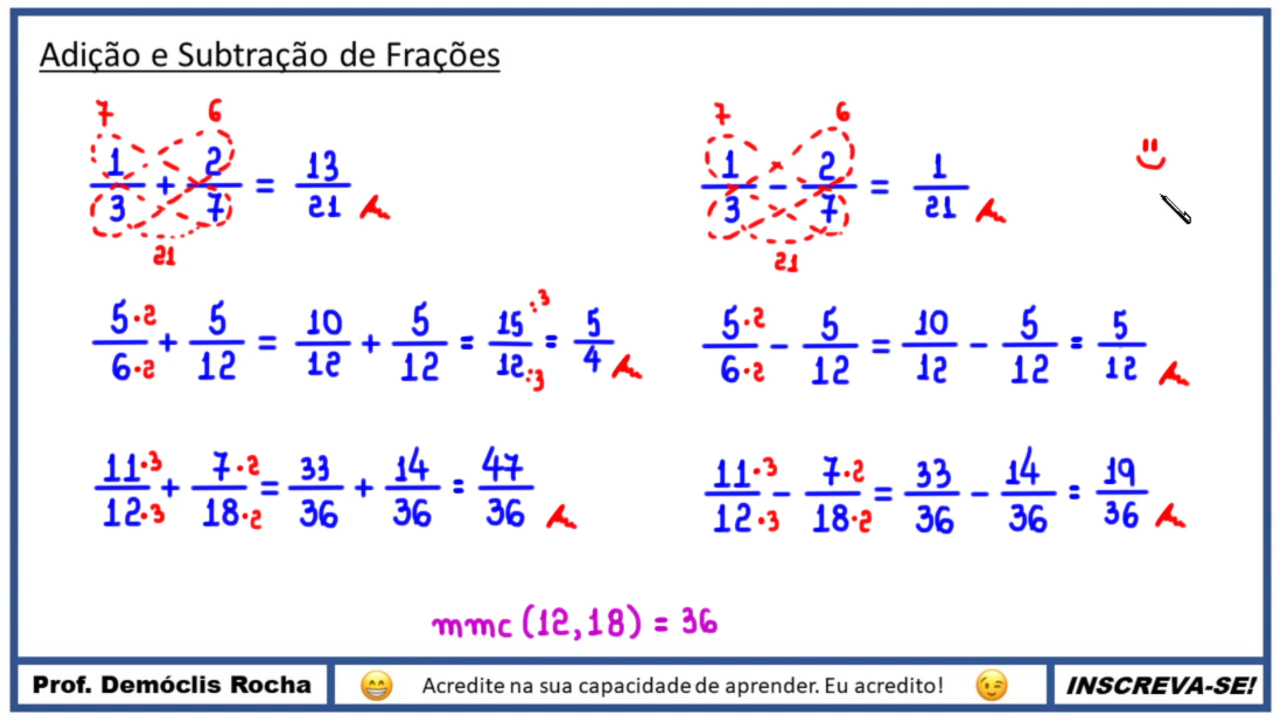 Adição e Subtração de Frações
7 6
1/3 + 2/7 = 13/21
21
7 6
1/3 - 2/7 = 1/21
21
5·2/6·2 + 5/12 = 10/12 + 5/12 = 15:3/12:3 = 5/4
5·2/6·2 - 5/12 = 10/12 - 5/12 = 5/12
11·3/12·3 + 7·2/18·2 = 33/36 + 14/36 = 47/36
11·3/12·3 - 7·2/18·2 = 33/36 - 14/36 = 19/36
mmc (12,18) = 36
Prof. Demóclis Rocha
Acredite na sua capacidade de aprender. Eu acredito!
INSCREVA-SE!